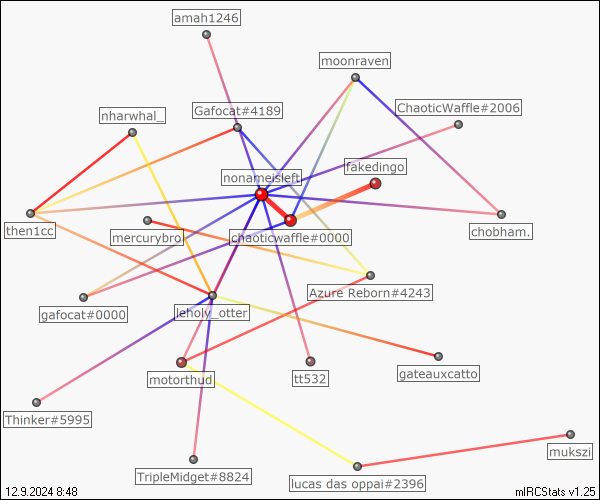 amah1246
moonraven
ChaoticWaffle#2006
Gafocat#4189
nharwhal_
fakedingo
nonameisleft
then1cc
mercurybro
chaoticwaffle#0000
chobham.
Azure Reborn#4243
gafocat#0000
leholy_otter
motorthud
tt532
gateauxcatto
Thinker#5995
mukszi
TripleMidget#8824
lucas das oppai#2396
12.9.2024 8:48
mIRCStats v1.25